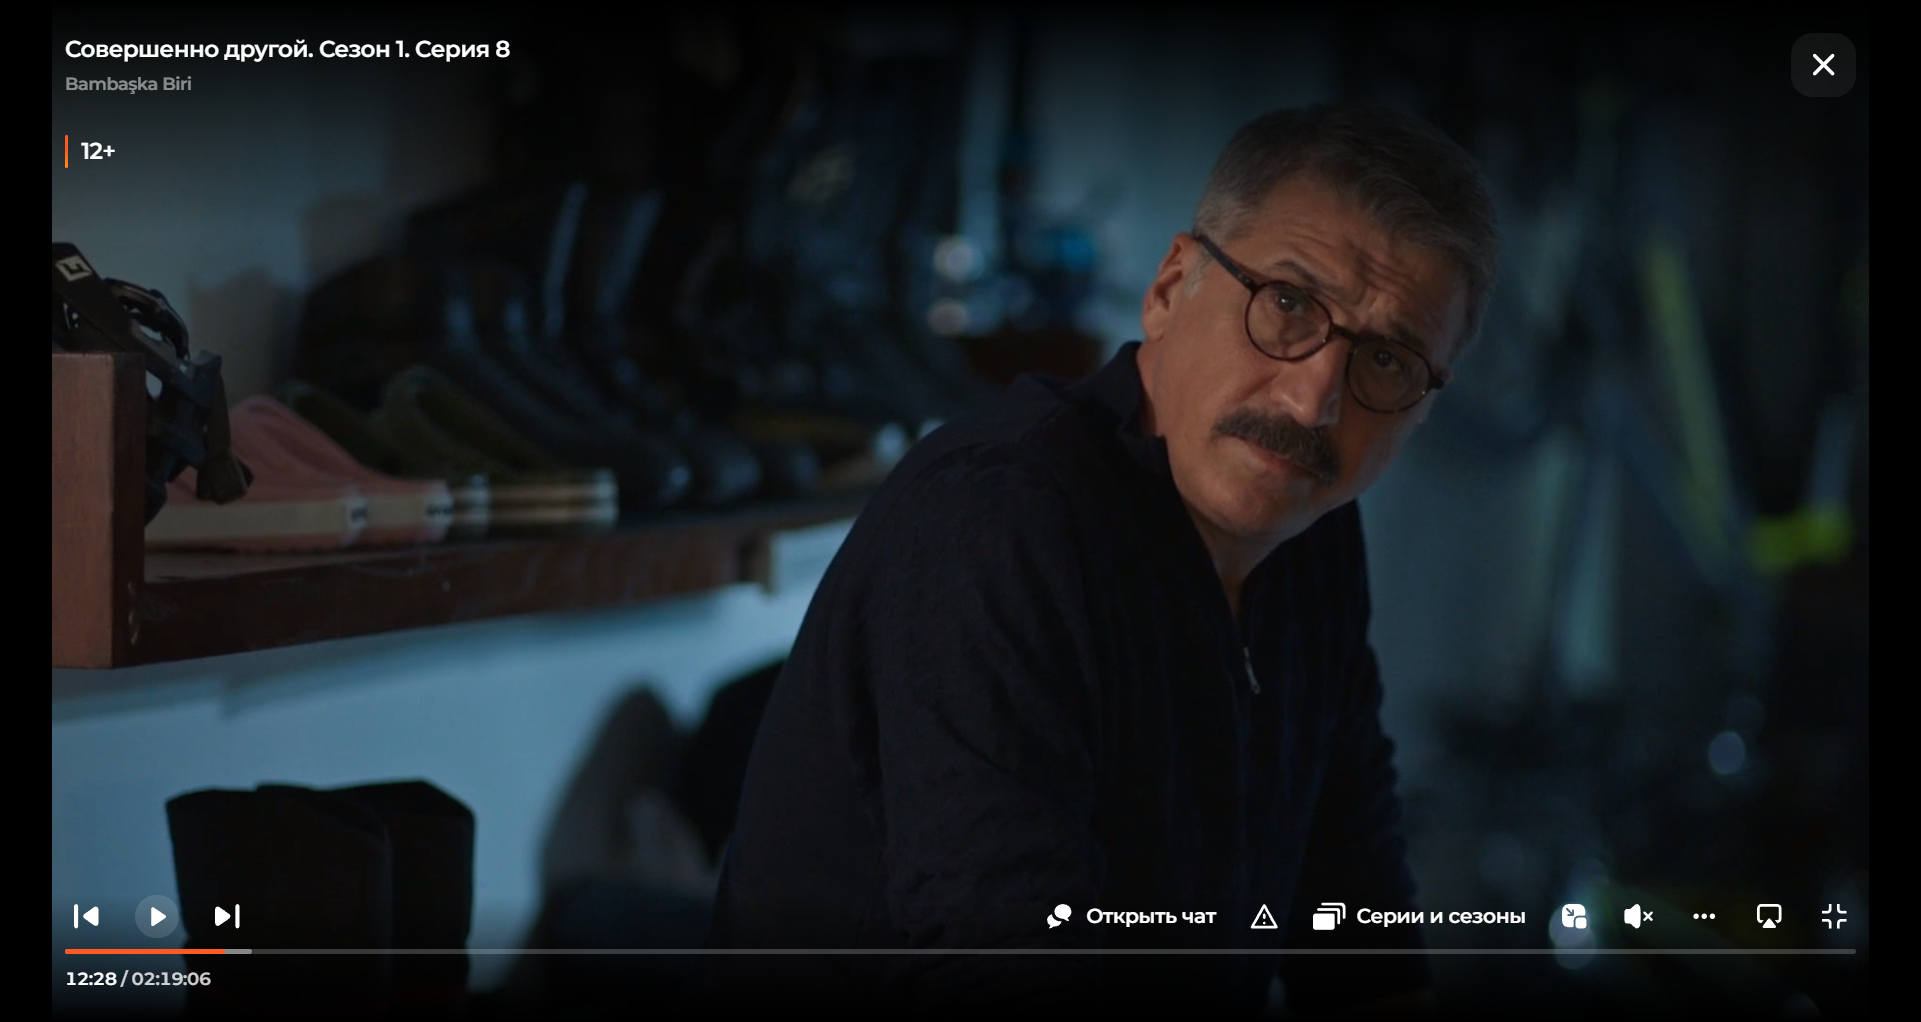 Совершенно другой. Сезон 1. Серия 8
Bambaşka Biri
12+
Открыть чат
Серии и сезоны
12:28 / 02:19:06